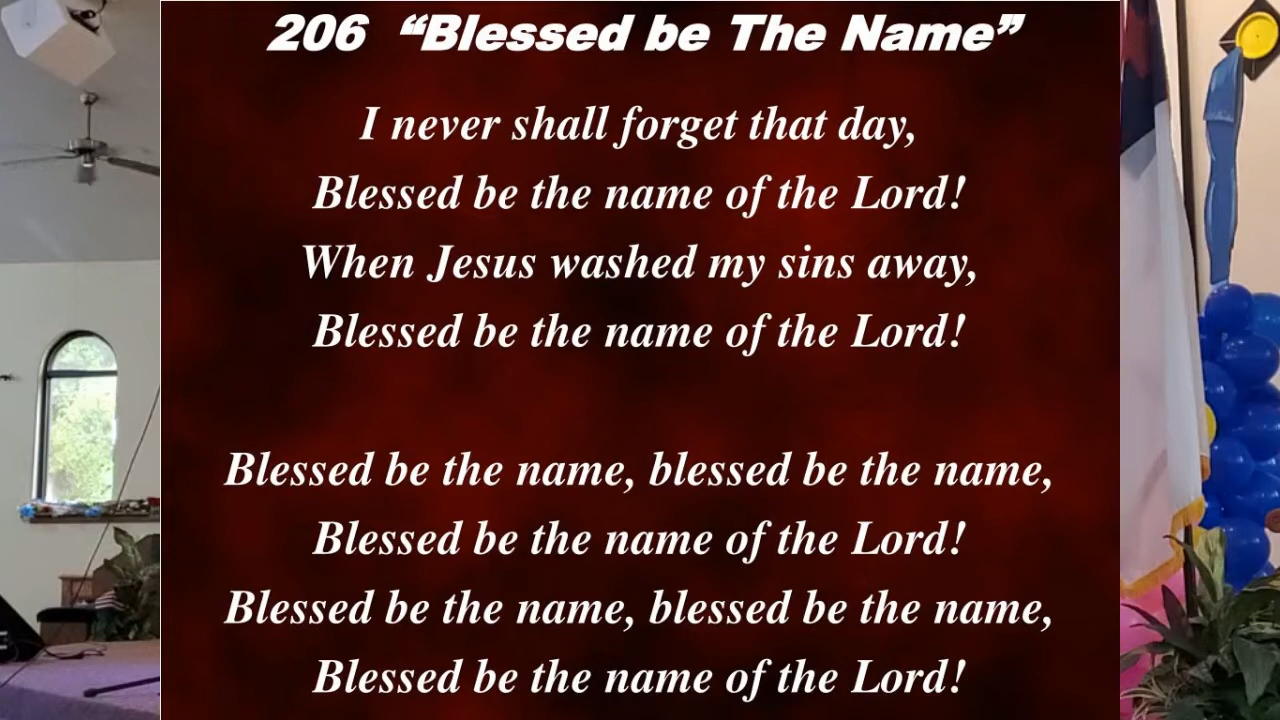 206 “Blessed be The Name”
I never shall forget that day,
Blessed be the name of the Lord!
When Jesus washed my sins away,
Blessed be the name of the Lord!
Blessed be the name, blessed be the name,
Blessed be the name of the Lord!
Blessed be the name, blessed be the name,
Blessed be the name of the Lord!